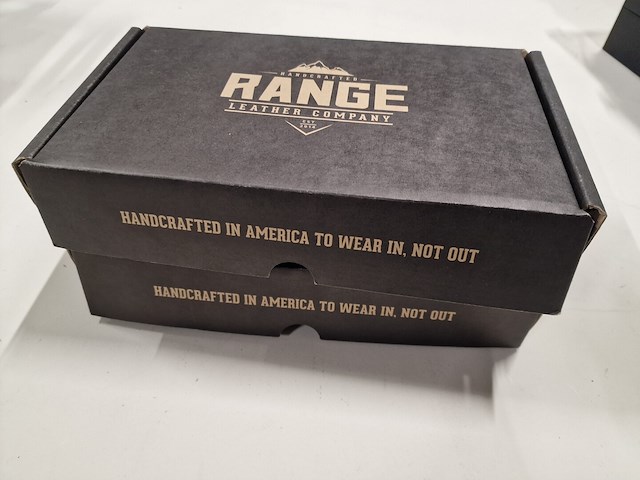 HANDCRAFTED
RANGE
LEATHER COMPANY
EST
HANDCRAFTED IN AMERICA TO WEAR IN, NOT OUT
HANDCRAFTED IN AMERICA TO WEAR IN, NOT OUT